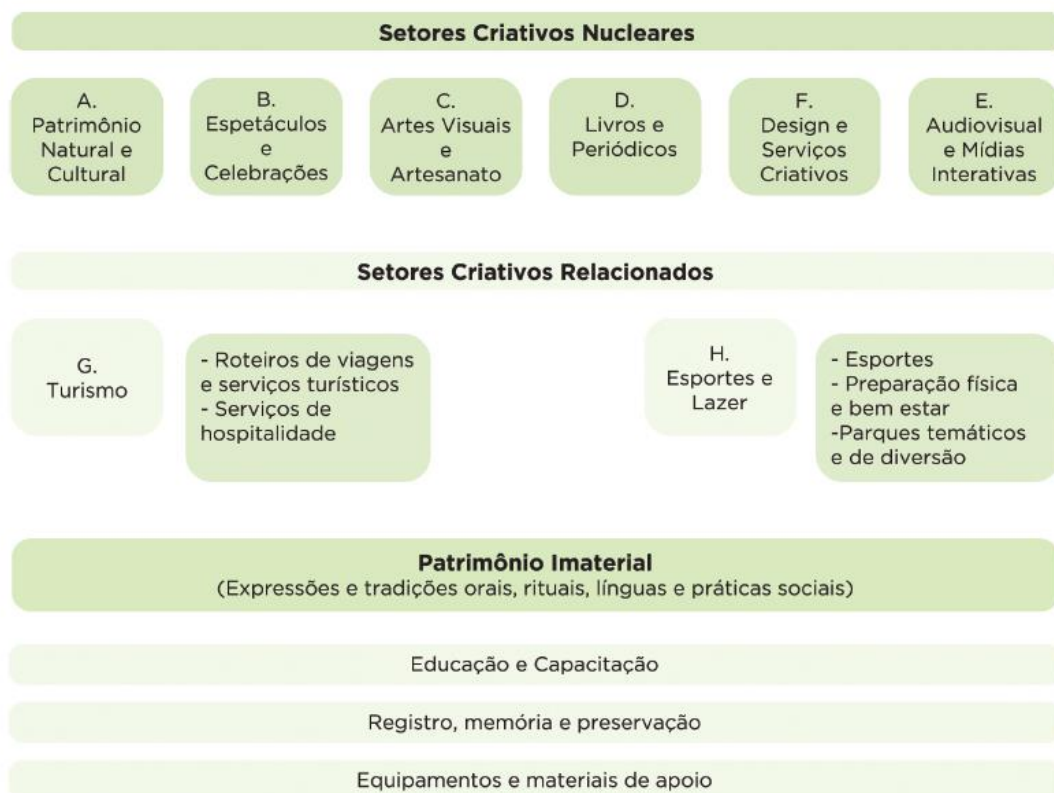 Setores Criativos Nucleares
A.
Patrimônio
Natural e
Cultural
B.
Espetáculos
e
Celebrações
C.
Artes Visuais
e
Artesanato
D.
Livros e
Periódicos
F.
Design e
Serviços
Criativos
E.
Audiovisual
e Mídias
Interativas
Setores Criativos Relacionados
G.
Turismo
- Roteiros de viagens
e serviços turísticos
- Serviços de
hospitalidade
H.
Esportes e
Lazer
- Esportes
- Preparação física
e bem estar
-Parques temáticos
e de diversão
Patrimônio Imaterial
(Expressões e tradições orais, rituais, línguas e práticas sociais)
Educação e Capacitação
Registro, memória e preservação
Equipamentos e materiais de apoio